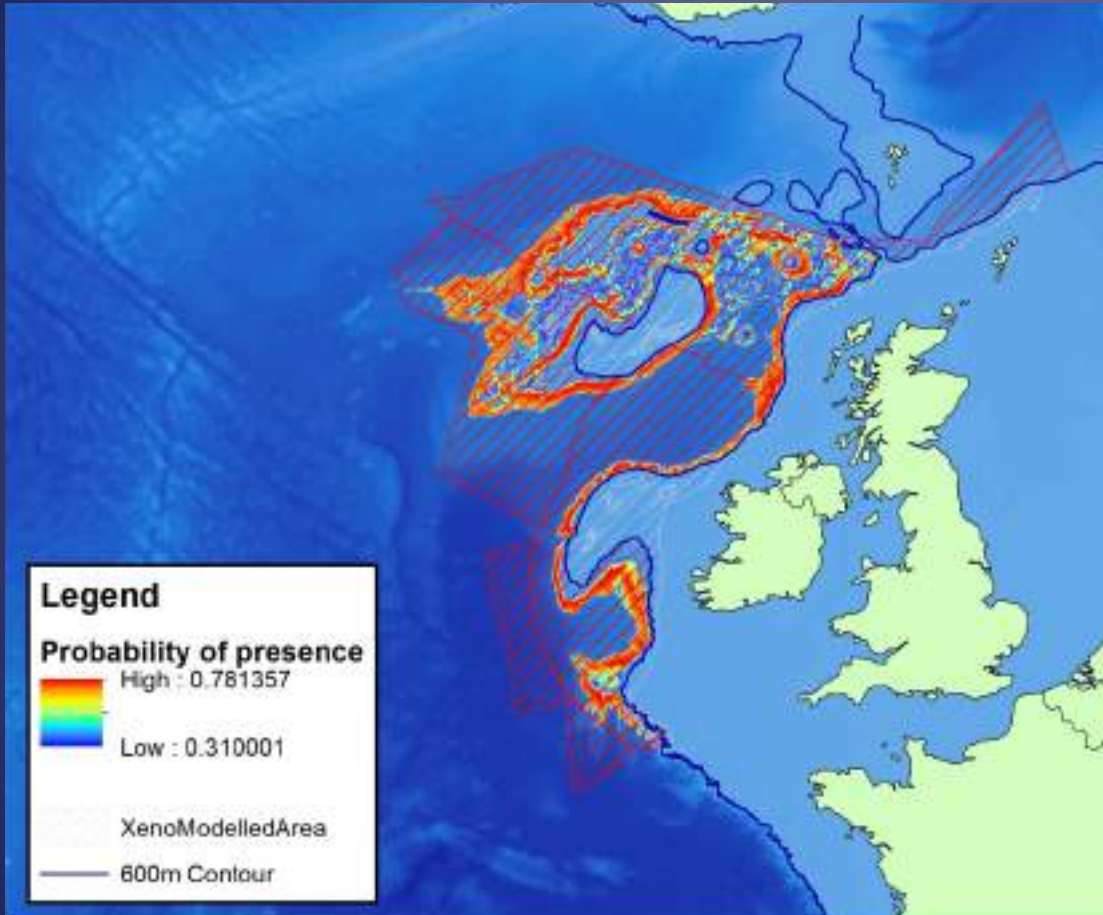 Legend
Probability of presence
High : 0.781357
Low : 0.310001
XenoModelledArea
600m Contour